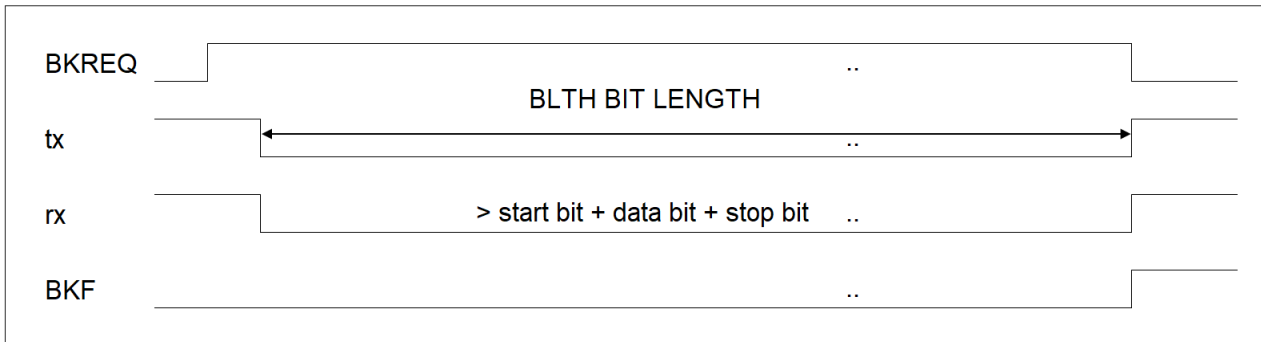 BKREQ
..
BLTH BIT LENGTH
tx
..
rx
> start bit + data bit + stop bit ..
BKF
..